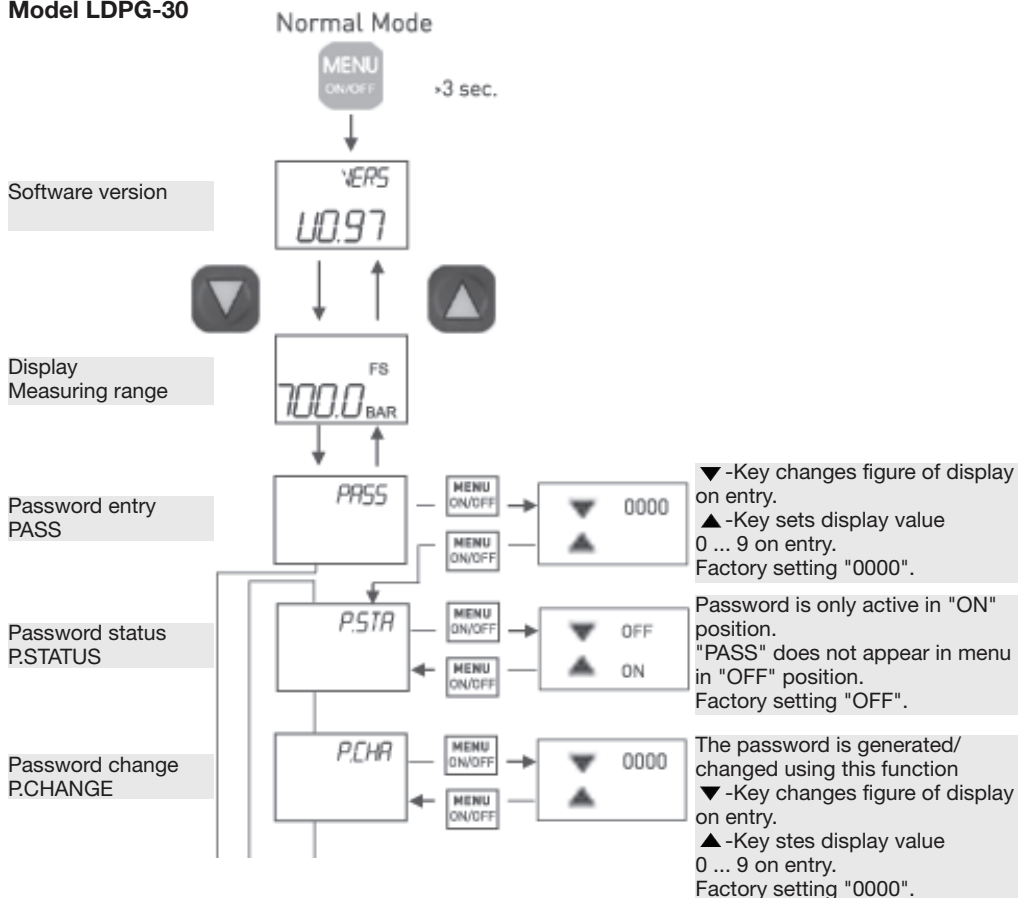 Model LDPG-30
Normal Mode
MENU
ON/OFF
>3 sec.
Software version
VERS
U0.97
Display
Measuring range
FS
700.0 BAR
Password entry
PASS
PASS
MENU
ON/OFF
MENU
ON/OFF
0000
▼ -Key changes figure of display
on entry.
▲ -Key sets display value
0 ... 9 on entry.
Factory setting "0000".
Password status
P.STATUS
P.STA
MENU
ON/OFF
MENU
ON/OFF
OFF
ON
Password is only active in "ON"
position.
"PASS" does not appear in menu
in "OFF" position.
Factory setting "OFF".
Password change
P.CHANGE
P.CHA
MENU
ON/OFF
MENU
ON/OFF
0000
The password is generated/
changed using this function
▼ -Key changes figure of display
on entry.
▲ -Key stes display value
0 ... 9 on entry.
Factory setting "0000".